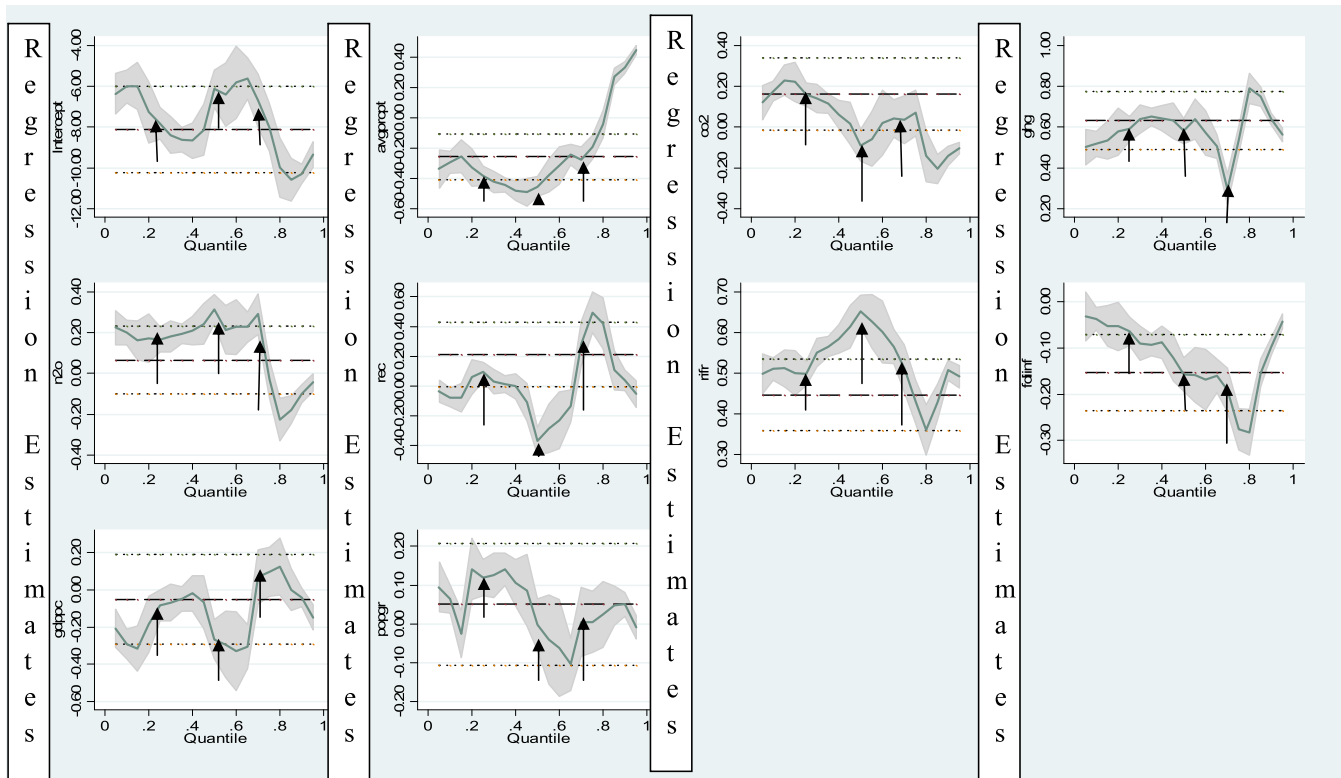 Regression Estimates
Intercept
-12.00 -10.00 -8.00 -6.00 -4.00
0 .2 .4 .6 .8 1
Quantile
Regression Estimates
avgprcpt
-0.60 -0.40 -0.20 0.00 0.20 0.40
0 .2 .4 .6 .8 1
Quantile
Regression Estimates
co2
-0.40 -0.20 0.00 0.20 0.40
0 .2 .4 .6 .8
Quantile
Regression Estimates
ghg
0.20 0.40 0.60 0.80 1.00
0 .2 .4 .6 .8 1
Quantile
n2o
-0.40 -0.20 0.00 0.20 0.40
0 .2 .4 .6 .8 1
Quantile
rec
-0.40 -0.20 0.00 0.20 0.40 0.60
0 .2 .4 .6 .8 1
Quantile
rifr
0.30 0.40 0.50 0.60 0.70
0 .2 .4 .6 .8
Quantile
fdiinf
-0.30 -0.20 -0.10 0.00
0 .2 .4 .6 .8 1
Quantile
gdppc
-0.60 -0.40 -0.20 0.00 0.20
0 .2 .4 .6 .8 1
Quantile
popgr
-0.20 -0.10 0.00 0.10 0.20
0 .2 .4 .6 .8 1
Quantile